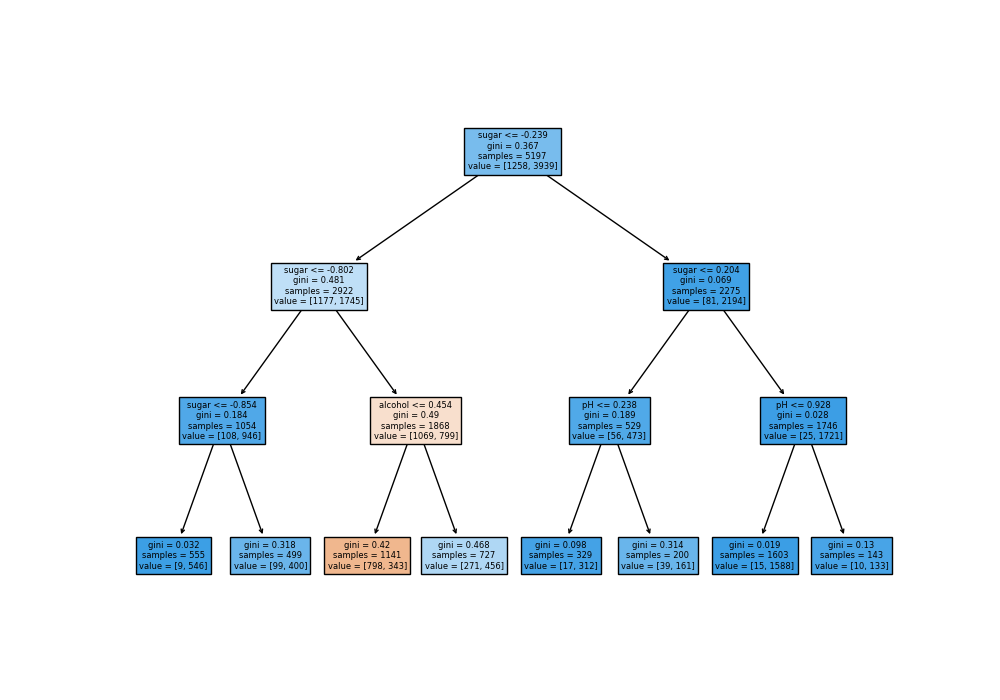 sugar <= -0.239
gini = 0.367
samples = 5197
value = [1258, 3939]
sugar <= -0.802
gini = 0.481
samples = 2922
value = [1177, 1745]
sugar <= 0.204
gini = 0.069
samples = 2275
value = [81, 2194]
sugar <= -0.854
gini = 0.184
samples = 1054
value = [108, 946]
alcohol <= 0.454
gini = 0.49
samples = 1868
value = [1069, 799]
pH <= 0.238
gini = 0.189
samples = 529
value = [56, 473]
pH <= 0.928
gini = 0.028
samples = 1746
value = [25, 1721]
gini = 0.032
samples = 555
value = [9, 546]
gini = 0.318
samples = 499
value = [99, 400]
gini = 0.42
samples = 1141
value = [798, 343]
gini = 0.468
samples = 727
value = [271, 456]
gini = 0.098
samples = 329
value = [17, 312]
gini = 0.314
samples = 200
value = [39, 161]
gini = 0.019
samples = 1603
value = [15, 1588]
gini = 0.13
samples = 143
value = [10, 133]